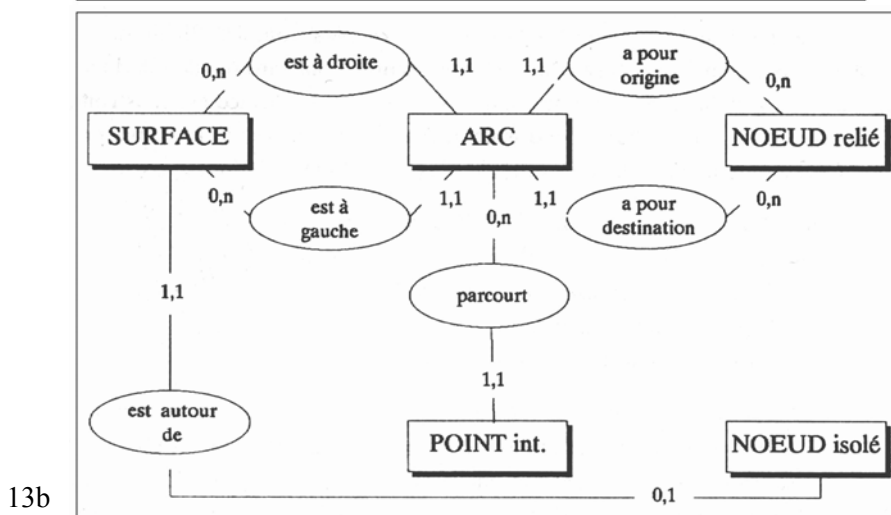 est à droite
0,n
1,1
1,1
a pour
origine
0,n
SURFACE
ARC
NOEUD relié
0,n
est à
gauche
1,1
0,n
1,1
a pour
destination
0,n
1,1
parcourt
1,1
est autour
de
POINT int.
NOEUD isolé
0,1
13b